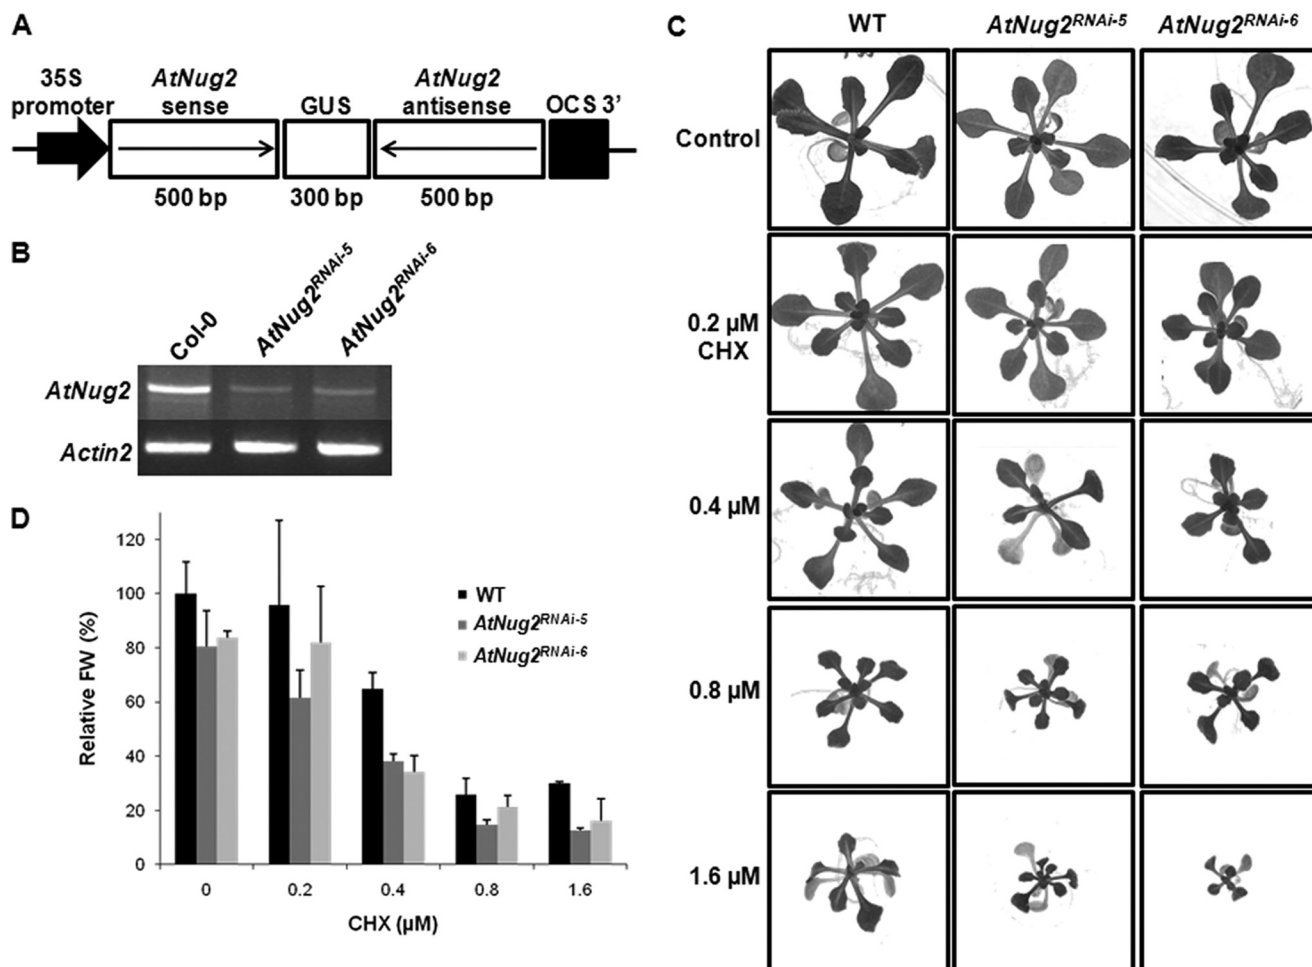 A
35S promoter
AtNug2 sense
GUS
AtNug2 antisense
OCS 3’
500 bp
300 bp
500 bp
B
Col-0
AtNug2RNAi-5
AtNug2RNAi-6
AtNug2
Actin2
C
WT
AtNug2RNAi-5
AtNug2RNAi-6
Control
0.2 µM CHX
0.4 µM
0.8 µM
1.6 µM
D
Relative FW (%)
120
100
80
60
40
20
0
WT
AtNug2RNAi-5
AtNug2RNAi-6
0
0.2
0.4
0.8
1.6
CHX (µM)